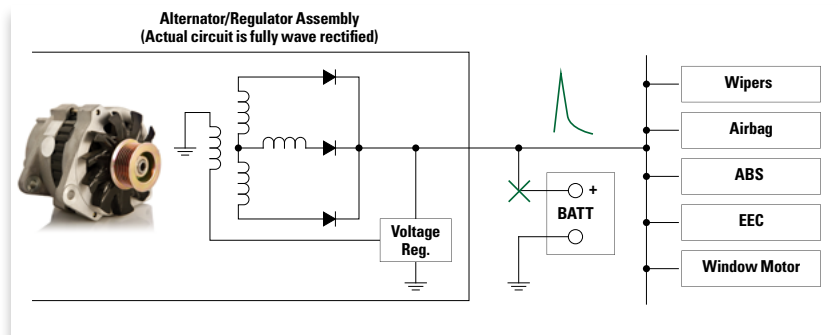 Alternator/Regulator Assembly
(Actual circuit is fully wave rectified)
Wipers
Airbag
+
ABS
BATT
EEC
Voltage
Reg.
Window Motor